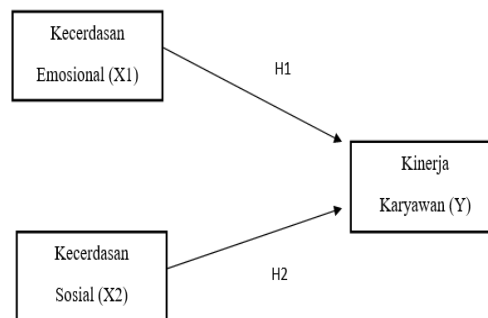 Kecerdasan
Emosional (X1)
H1
Kinerja
Karyawan (Y)
Kecerdasan
Sosial (X2)
H2